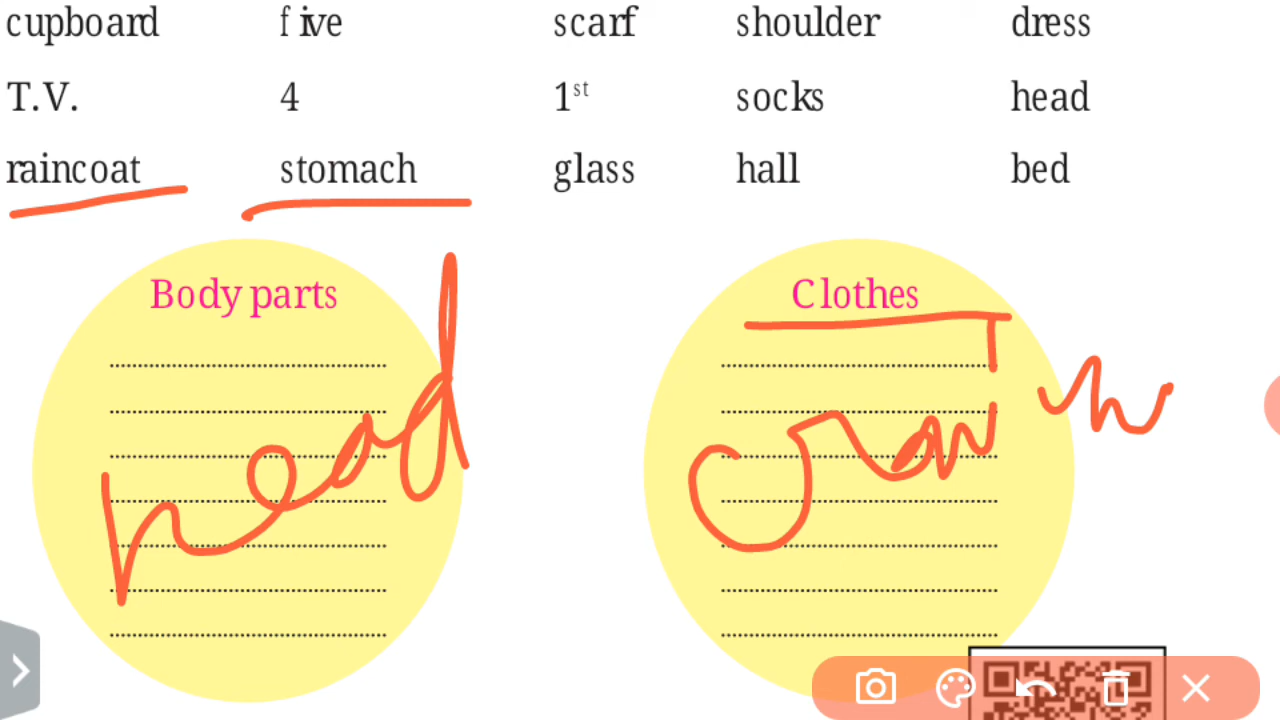 cupboard five scarf shoulder dress
T.V. 4 1st socks head
raincoat stomach glass hall bed
Body parts Clothes
head